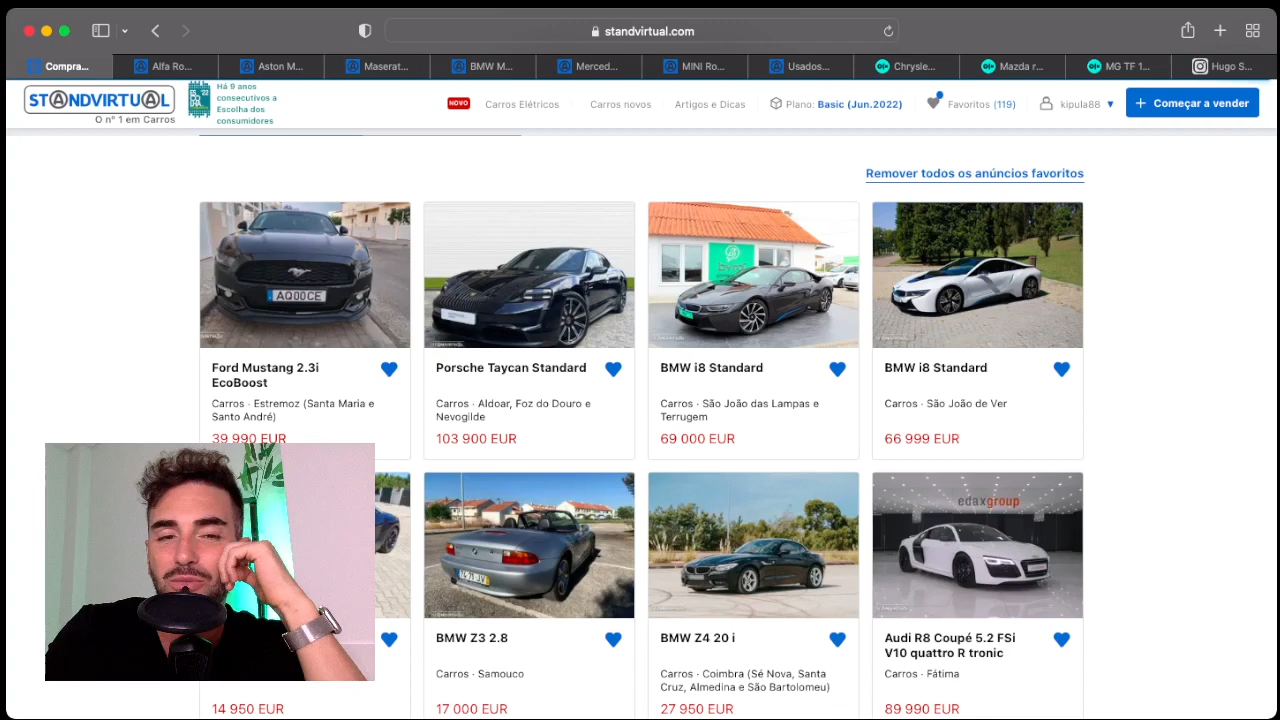 standvirtual.com
Compra...
Alfa Ro...
Aston M...
Maserat...
BMW M...
Merced...
MINI Ro...
Usados...
Chrysle...
Mazda r...
MG TF 1...
Hugo S...
STANDVIRTUAL
O nº 1 em Carros
Há 9 anos
consecutivos a
Escolha dos
consumidores
NOVO
Carros Elétricos
Carros novos
Artigos e Dicas
Plano: Basic (Jun.2022)
Favoritos (119)
kipula88
Começar a vender
Remover todos os anúncios favoritos
AQ00CE
Ford Mustang 2.3i
EcoBoost
Carros · Estremoz (Santa Maria e
Santo André)
39 990 EUR
Porsche Taycan Standard
Carros · Aldoar, Foz do Douro e
Nevogilde
103 900 EUR
BMW i8 Standard
Carros · São João das Lampas e
Terrugem
69 000 EUR
BMW i8 Standard
Carros · São João de Ver
66 999 EUR
14 950 EUR
BMW Z3 2.8
Carros · Samouco
17 000 EUR
BMW Z4 20 i
Carros · Coimbra (Sé Nova, Santa
Cruz, Almedina e São Bartolomeu)
27 950 EUR
edaxgroup
Audi R8 Coupé 5.2 FSi
V10 quattro R tronic
Carros · Fátima
89 990 EUR